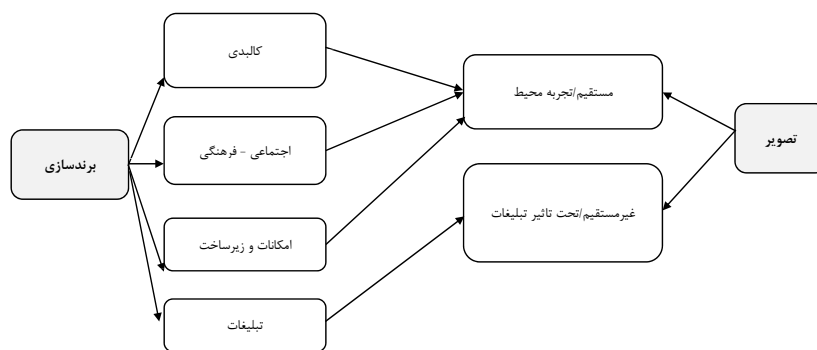 برندسازی
کالبدی
اجتماعی - فرهنگی
امکانات و زیرساخت
تبلیغات
مستقیم/تجربه محیط
غیرمستقیم/تحت تاثیر تبلیغات
تصویر